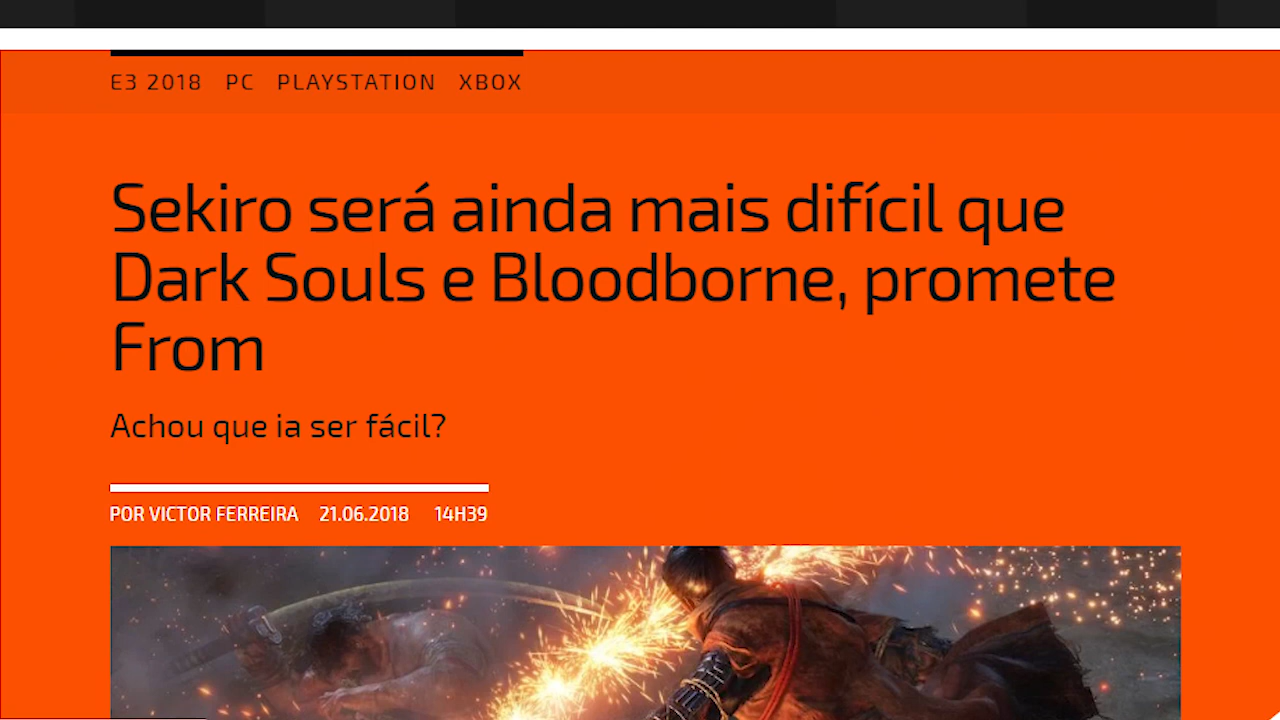 E3 2018 PC PLAYSTATION XBOX
Sekiro será ainda mais difícil que
Dark Souls e Bloodborne, promete
From
Achou que ia ser fácil?
POR VICTOR FERREIRA 21.06.2018 14H39